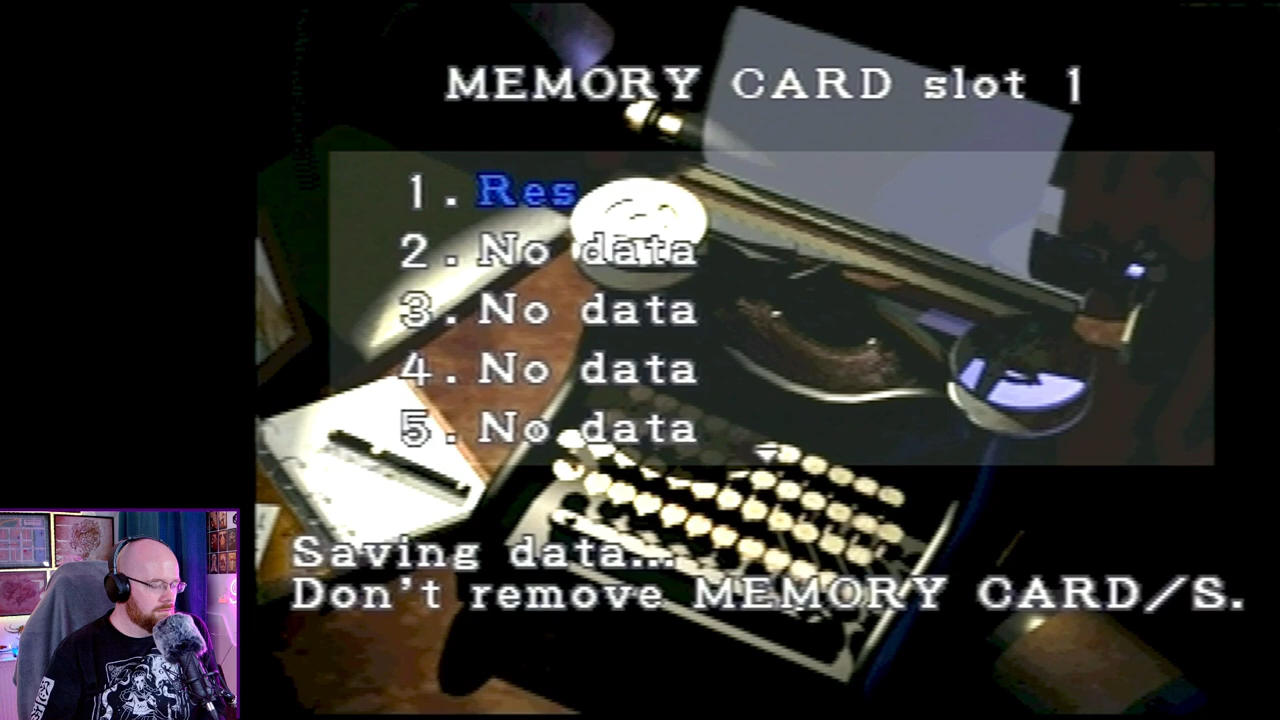 MEMORY CARD slot 1
1. Res
2. No data
3. No data
4. No data
5. No data
Saving data...
Don't remove MEMORY CARD/S.